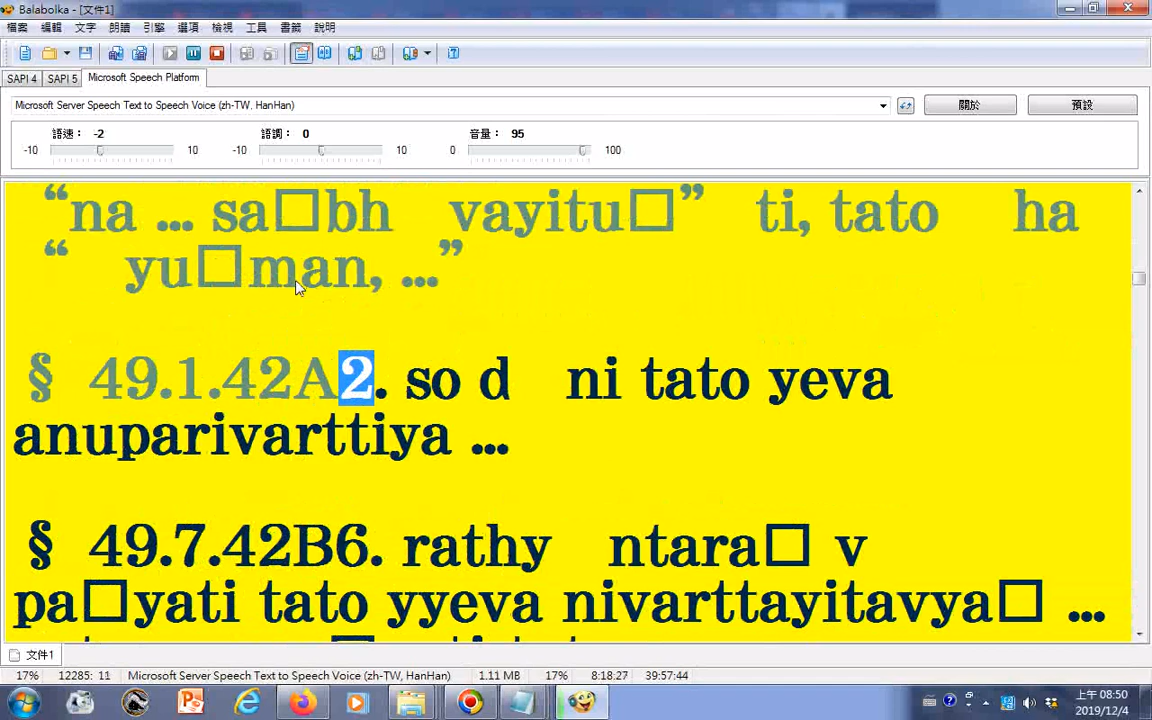 Balabolka - [文件1]
檔案 編輯 文字 朗讀 引擎 選項 檢視 工具 書籤 說明
SAPI 4 SAPI 5 Microsoft Speech Platform
Microsoft Server Speech Text to Speech Voice (zh-TW, HanHan) 關於 預設
語速： -2 語調： 0 音量： 95
-10 10 -10 10 0 100
“na ... sa□bh vayitu□” ti, tato ha
“ yu□man, ...”
§ 49.1.42A2. so d ni tato yeva
anuparivarttiya ...
§ 49.7.42B6. rathy ntara□ v
pa□yati tato yyeva nivarttayitavya□ ...
文件1
17% 12285: 11 Microsoft Server Speech Text to Speech Voice (zh-TW, HanHan) 1.11 MB 17% 8:18:27 39:57:44
上午 08:50
2019/12/4